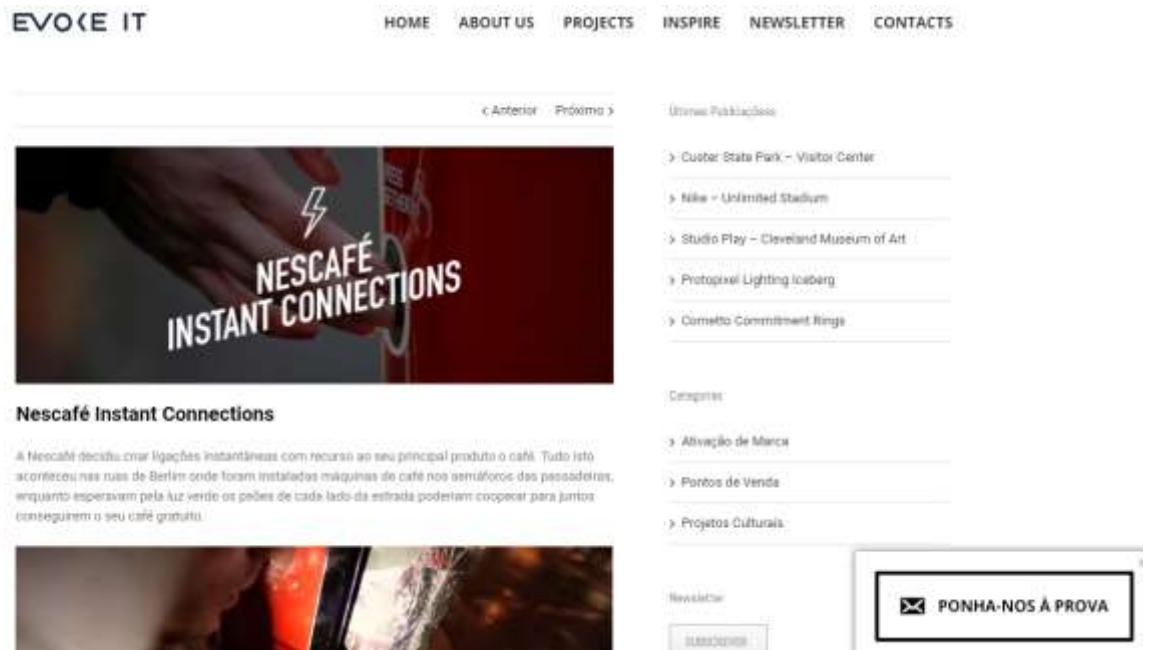 EVOKE IT
HOME ABOUT US PROJECTS INSPIRE NEWSLETTER CONTACTS
< Anterior Próximo >
NESCAFÉ
INSTANT CONNECTIONS
Nescafé Instant Connections
A Nescafé decidiu criar ligações instantâneas com recurso ao seu principal produto o café. Tudo isto
aconteceu nas ruas de Berlim onde foram instaladas máquinas de café nos semáforos das passadeiras,
enquanto esperavam pela luz verde os peões de cada lado da estrada poderiam cooperar para juntos
conseguirem o seu café gratuito.
Últimas Publicações
> Custer State Park – Visitor Center
> Nike – Unlimited Stadium
> Studio Play – Cleveland Museum of Art
> Protopixel Lighting Iceberg
> Cornetto Commitment Rings
Categorias
> Ativação de Marca
> Pontos de Venda
> Projetos Culturais
Newsletter
SUBSCREVER
PONHA-NOS À PROVA